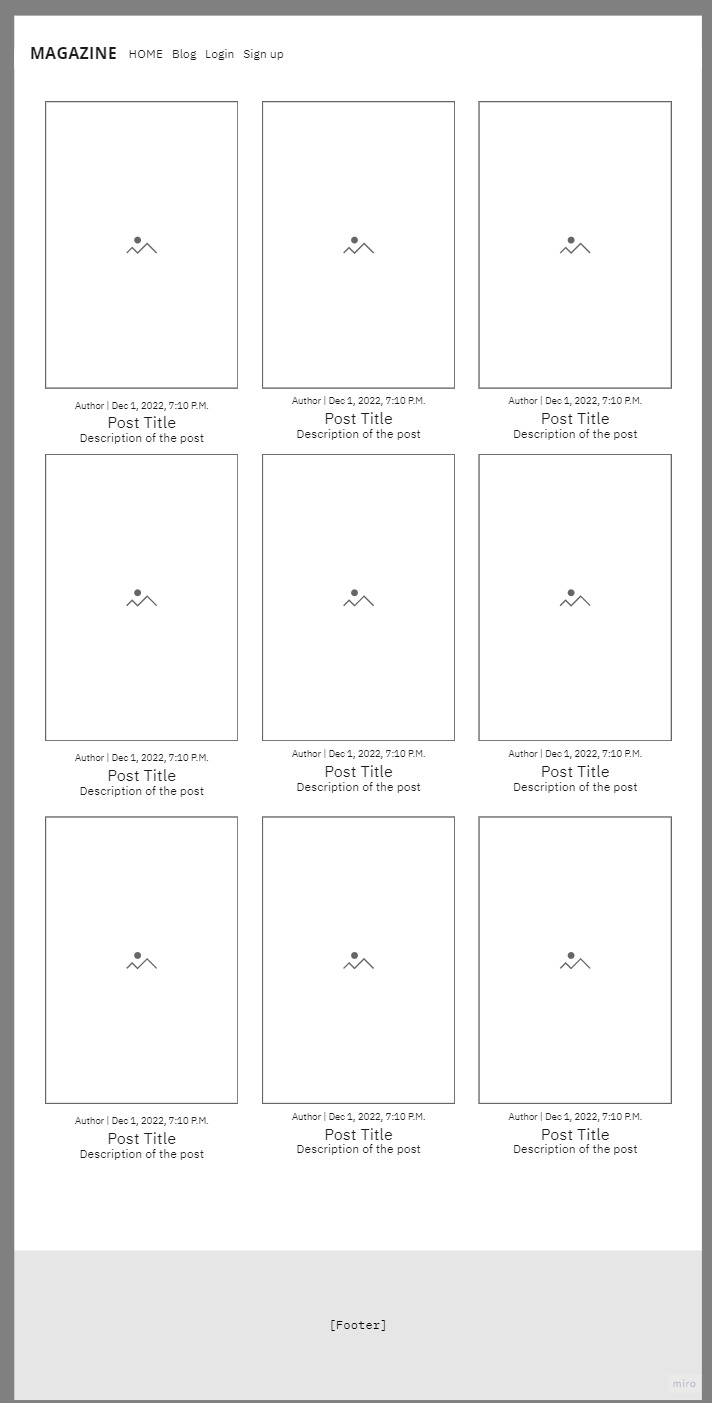 MAGAZINE HOME Blog Login Sign up
Author | Dec 1, 2022, 7:10 P.M.
Post Title
Description of the post
Author | Dec 1, 2022, 7:10 P.M.
Post Title
Description of the post
Author | Dec 1, 2022, 7:10 P.M.
Post Title
Description of the post
Author | Dec 1, 2022, 7:10 P.M.
Post Title
Description of the post
Author | Dec 1, 2022, 7:10 P.M.
Post Title
Description of the post
Author | Dec 1, 2022, 7:10 P.M.
Post Title
Description of the post
Author | Dec 1, 2022, 7:10 P.M.
Post Title
Description of the post
Author | Dec 1, 2022, 7:10 P.M.
Post Title
Description of the post
Author | Dec 1, 2022, 7:10 P.M.
Post Title
Description of the post
[Footer]
miro